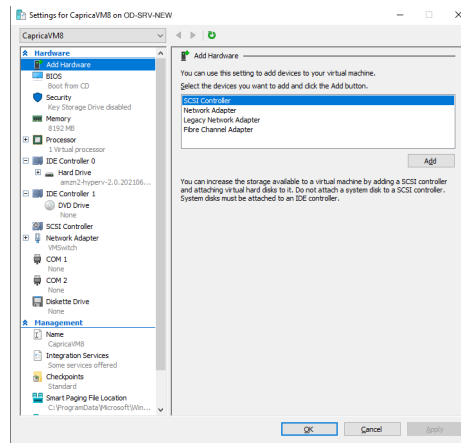 Settings for CapricaVM8 on OD-SRV-NEW
CapricaVM8
Hardware
Add Hardware
BIOS
Boot from CD
Security
Key Storage Drive disabled
Memory
8192 MB
Processor
1 Virtual processor
IDE Controller 0
Hard Drive
amzn2-hyperv-2.0.202106...
IDE Controller 1
DVD Drive
None
SCSI Controller
Network Adapter
VMSwitch
COM 1
None
COM 2
None
Diskette Drive
None
Management
Name
CapricaVM8
Integration Services
Some services offered
Checkpoints
Standard
Smart Paging File Location
C:\ProgramData\Microsoft\Win...
Add Hardware
You can use this setting to add devices to your virtual machine.
Select the devices you want to add and click the Add button.
SCSI Controller
Network Adapter
Legacy Network Adapter
Fibre Channel Adapter
Add
You can increase the storage available to a virtual machine by adding a SCSI controller
and attaching virtual hard disks to it. Do not attach a system disk to a SCSI controller.
System disks must be attached to an IDE controller.
OK
Cancel
Apply